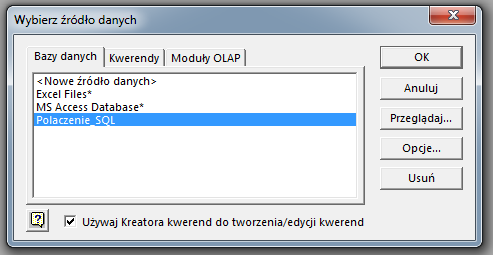 Wybierz źródło danych
Bazy danych Kwerendy Moduły OLAP
<Nowe źródło danych>
Excel Files*
MS Access Database*
Polaczenie_SQL
OK
Anuluj
Przeglądaj...
Opcje...
Usuń
?
Używaj Kreatora kwerend do tworzenia/edycji kwerend